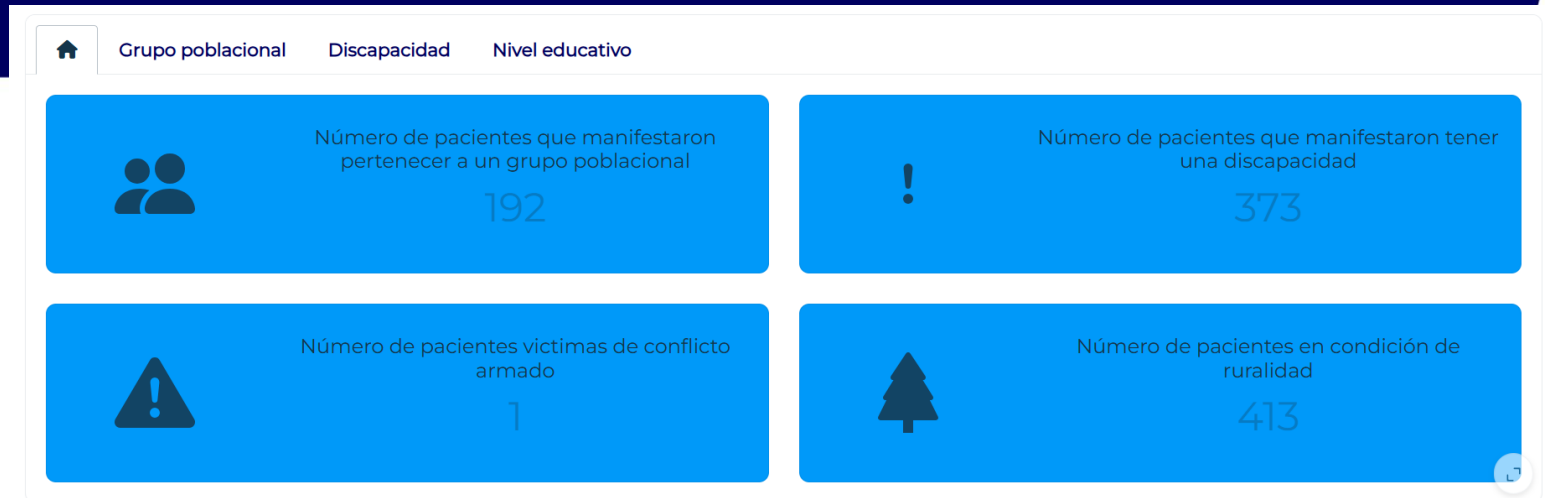 Grupo poblacional Discapacidad Nivel educativo
Número de pacientes que manifestaron
pertenecer a un grupo poblacional
192
Número de pacientes que manifestaron tener
una discapacidad
373
Número de pacientes victimas de conflicto
armado
1
Número de pacientes en condición de
ruralidad
413